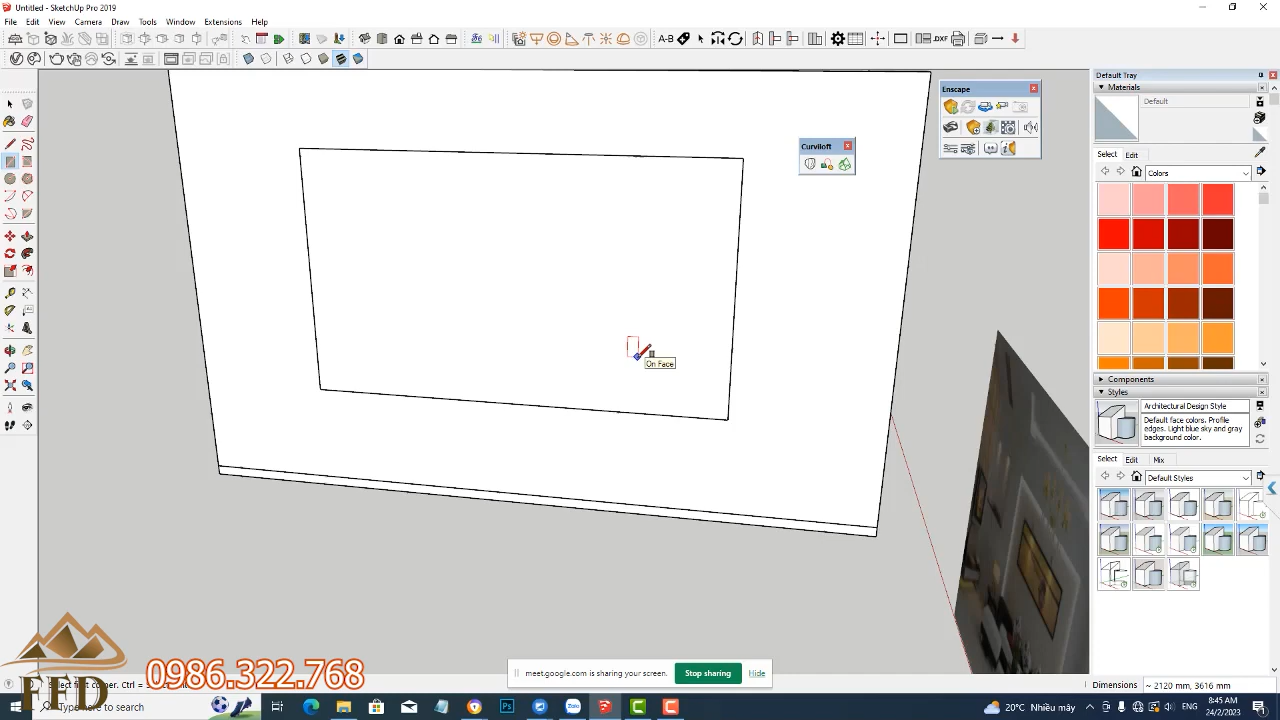 Untitled - SketchUp Pro 2019
File Edit View Camera Draw Tools Window Extensions Help
A-B
.DXF
Default Tray
Materials
Default
Select Edit
Colors
Components
Styles
Architectural Design Style
Default face colors. Profile edges. Light blue sky and gray background color.
Select Edit Mix
Default Styles
Enscape
Curviloft
On Face
meet.google.com is sharing your screen.
Stop sharing
Hide
Dimensions ~ 2120 mm, 3616 mm
0986.322.768
FED
here to search
Zalo
20°C Nhiều mây
8:45 AM
24/2/2023